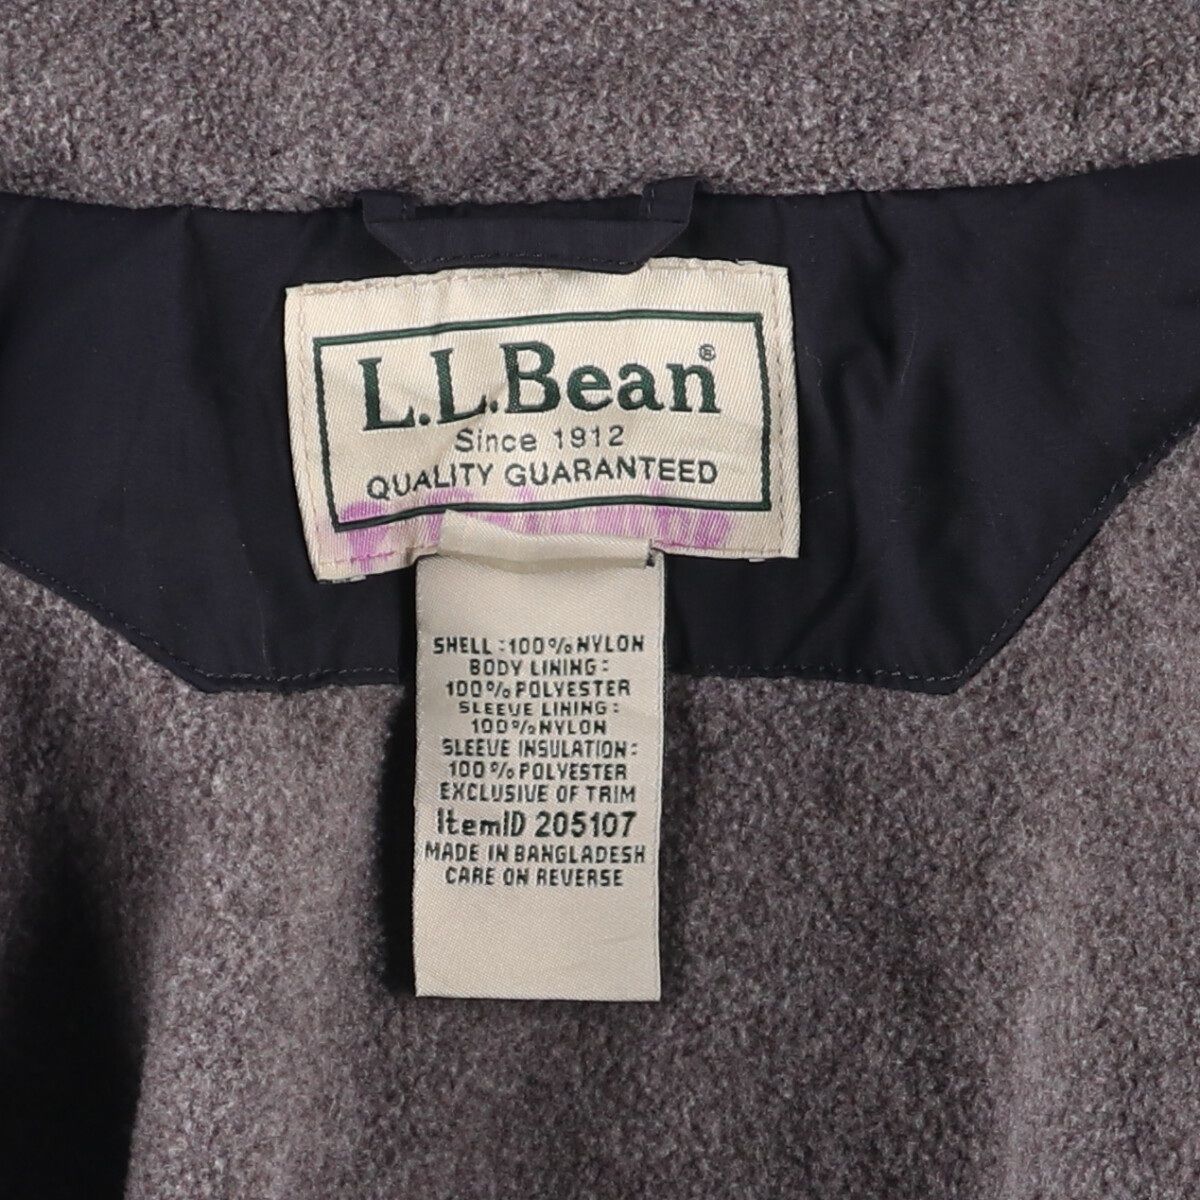 L.L.Bean®
Since 1912
QUALITY GUARANTEED
SHELL:100%NYLON
BODY LINING:
100%POLYESTER
SLEEVE LINING:
100%NYLON
SLEEVE INSULATION:
100%POLYESTER
EXCLUSIVE OF TRIM
ItemID 205107
MADE IN BANGLADESH
CARE ON REVERSE